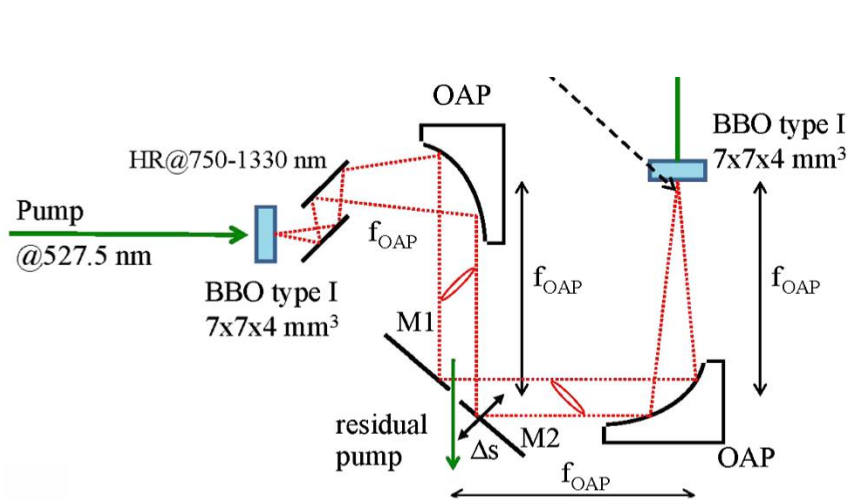 OAP
BBO type I
7x7x4 mm³
HR@750-1330 nm
Pump
@527.5 nm
f_OAP
BBO type I
7x7x4 mm³
f_OAP
f_OAP
M1
residual
pump
Δs
M2
OAP
f_OAP